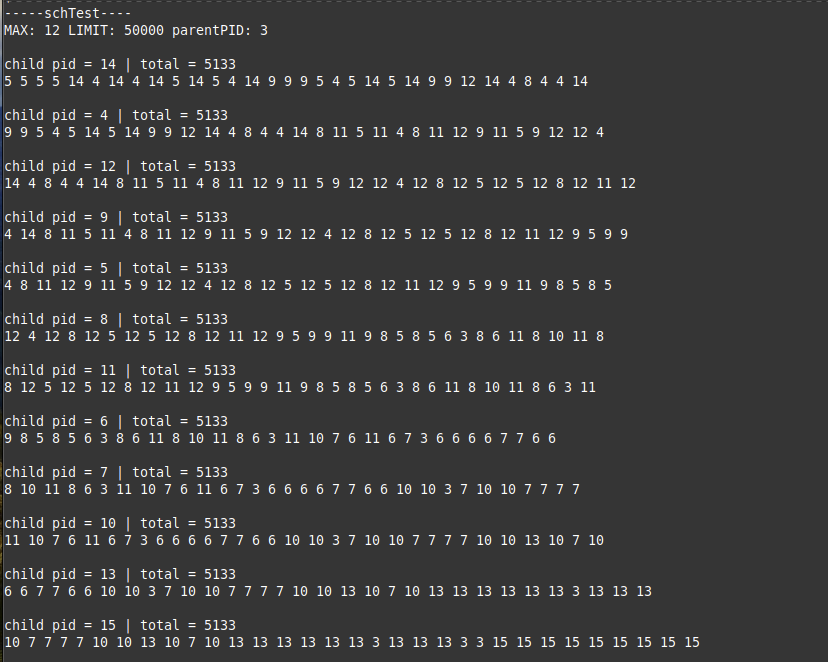 -----schTest----
MAX: 12 LIMIT: 50000 parentPID: 3
child pid = 14 | total = 5133
5 5 5 5 14 4 14 4 14 5 14 5 4 14 9 9 9 5 4 5 14 5 14 9 9 12 14 4 8 4 4 14
child pid = 4 | total = 5133
9 9 5 4 5 14 5 14 9 9 12 14 4 8 4 4 14 8 11 5 11 4 8 11 12 9 11 5 9 12 12 4
child pid = 12 | total = 5133
14 4 8 4 4 14 8 11 5 11 4 8 11 12 9 11 5 9 12 12 4 12 8 12 5 12 5 12 8 12 11 12
child pid = 9 | total = 5133
4 14 8 11 5 11 4 8 11 12 9 11 5 9 12 12 4 12 8 12 5 12 5 12 8 12 11 12 9 5 9 9
child pid = 5 | total = 5133
4 8 11 12 9 11 5 9 12 12 4 12 8 12 5 12 5 12 8 12 11 12 9 5 9 9 11 9 8 5 8 5
child pid = 8 | total = 5133
12 4 12 8 12 5 12 5 12 8 12 11 12 9 5 9 9 11 9 8 5 8 5 6 3 8 6 11 8 10 11 8
child pid = 11 | total = 5133
8 12 5 12 5 12 8 12 11 12 9 5 9 9 11 9 8 5 8 5 6 3 8 6 11 8 10 11 8 6 3 11
child pid = 6 | total = 5133
9 8 5 8 5 6 3 8 6 11 8 10 11 8 6 3 11 10 7 6 11 6 7 3 6 6 6 6 7 7 6 6
child pid = 7 | total = 5133
8 10 11 8 6 3 11 10 7 6 11 6 7 3 6 6 6 6 7 7 6 6 10 10 3 7 10 10 7 7 7 7
child pid = 10 | total = 5133
11 10 7 6 11 6 7 3 6 6 6 6 7 7 6 6 10 10 3 7 10 10 7 7 7 7 10 10 13 10 7 10
child pid = 13 | total = 5133
6 6 7 7 6 6 10 10 3 7 10 10 7 7 7 7 10 10 13 10 7 10 13 13 13 13 13 13 3 13 13 13
child pid = 15 | total = 5133
10 7 7 7 7 10 10 13 10 7 10 13 13 13 13 13 13 3 13 13 13 3 3 15 15 15 15 15 15 15 15 15